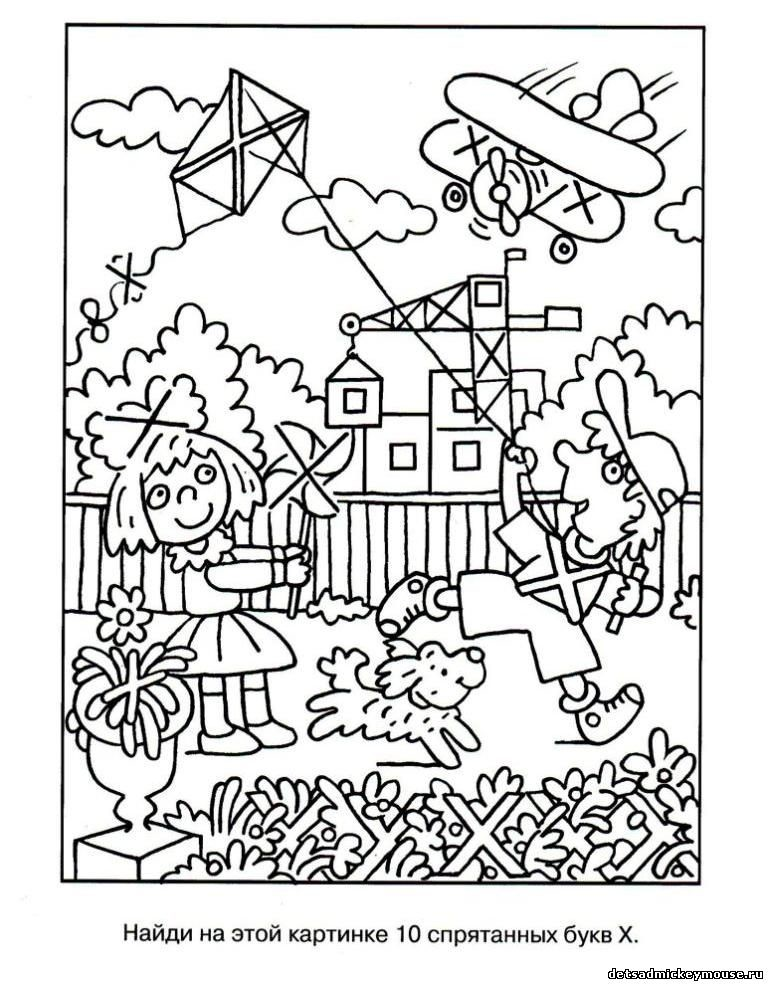 Найди на этой картинке 10 спрятанных букв Х.
detsadmickeymouse.ru